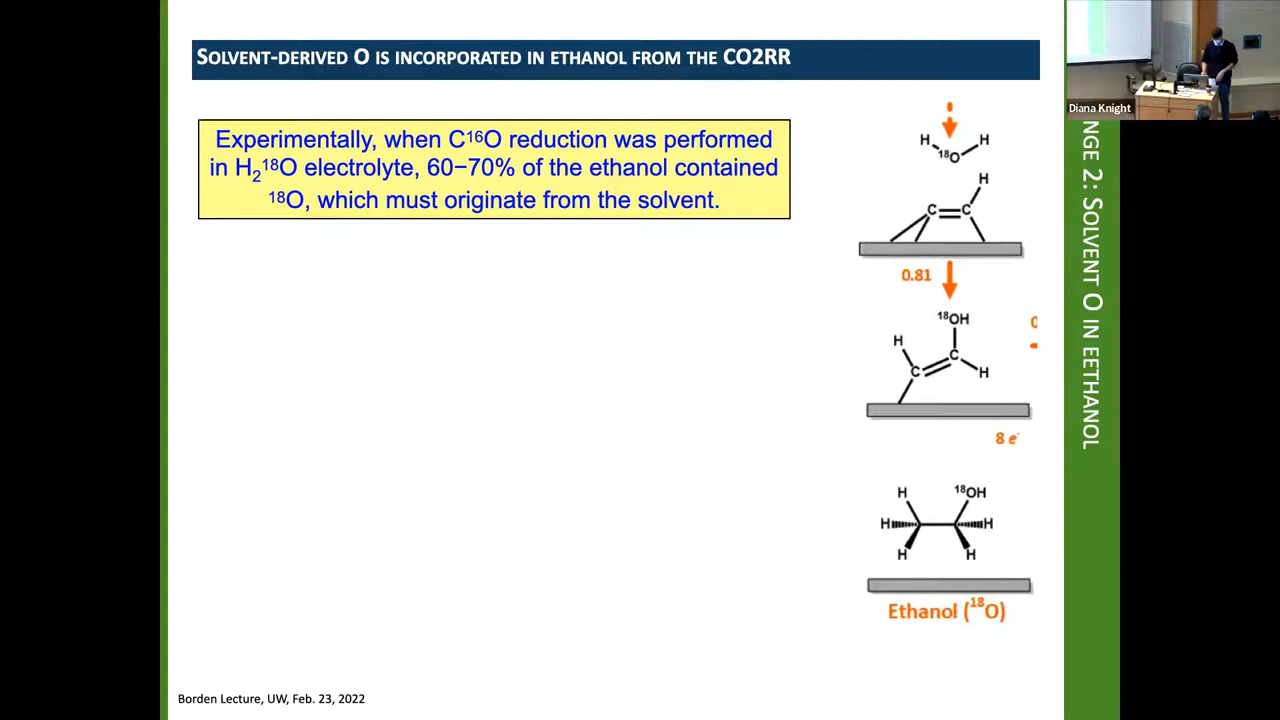 SOLVENT-DERIVED O IS INCORPORATED IN ETHANOL FROM THE CO2RR
Experimentally, when C¹⁶O reduction was performed
in H₂¹⁸O electrolyte, 60–70% of the ethanol contained
¹⁸O, which must originate from the solvent.
H H
¹⁸O
H
C C
0.81
¹⁸OH
H
C
C H
8 e⁻
H ¹⁸OH
H H
H H
Ethanol (¹⁸O)
Borden Lecture, UW, Feb. 23, 2022
NGE 2: SOLVENT O IN EETHANOL
Diana Knight